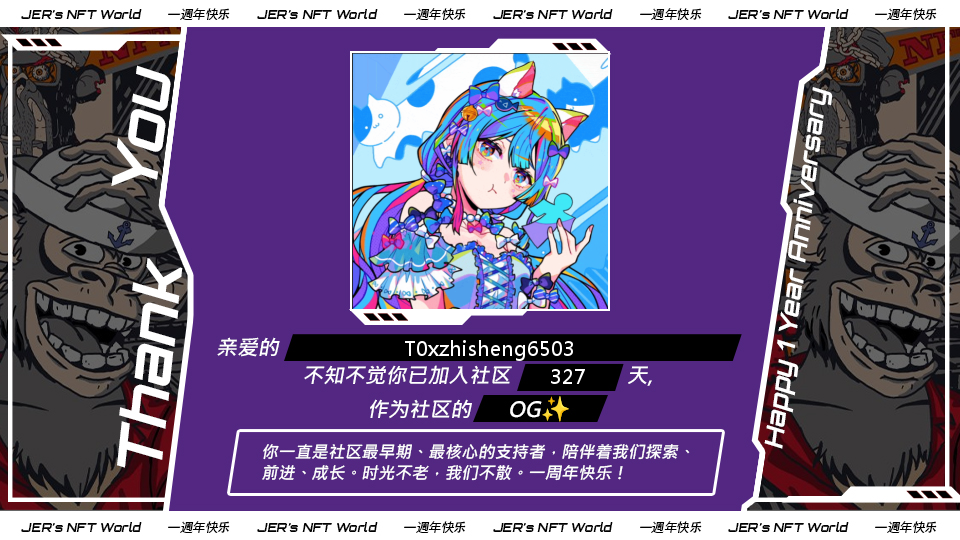 JER's NFT World 一週年快乐 JER's NFT World 一週年快乐 JER's NFT World 一週年快乐 JER's NFT World 一週年快乐
Thank You
亲爱的 T0xzhisheng6503
不知不觉你已加入社区 327 天,
作为社区的 OG✨
你一直是社区最早期、最核心的支持者，陪伴着我们探索、
前进、成长。时光不老，我们不散。一周年快乐！
Happy 1 Year Anniversary
JER's NFT World 一週年快乐 JER's NFT World 一週年快乐 JER's NFT World 一週年快乐 JER's NFT World 一週年快乐